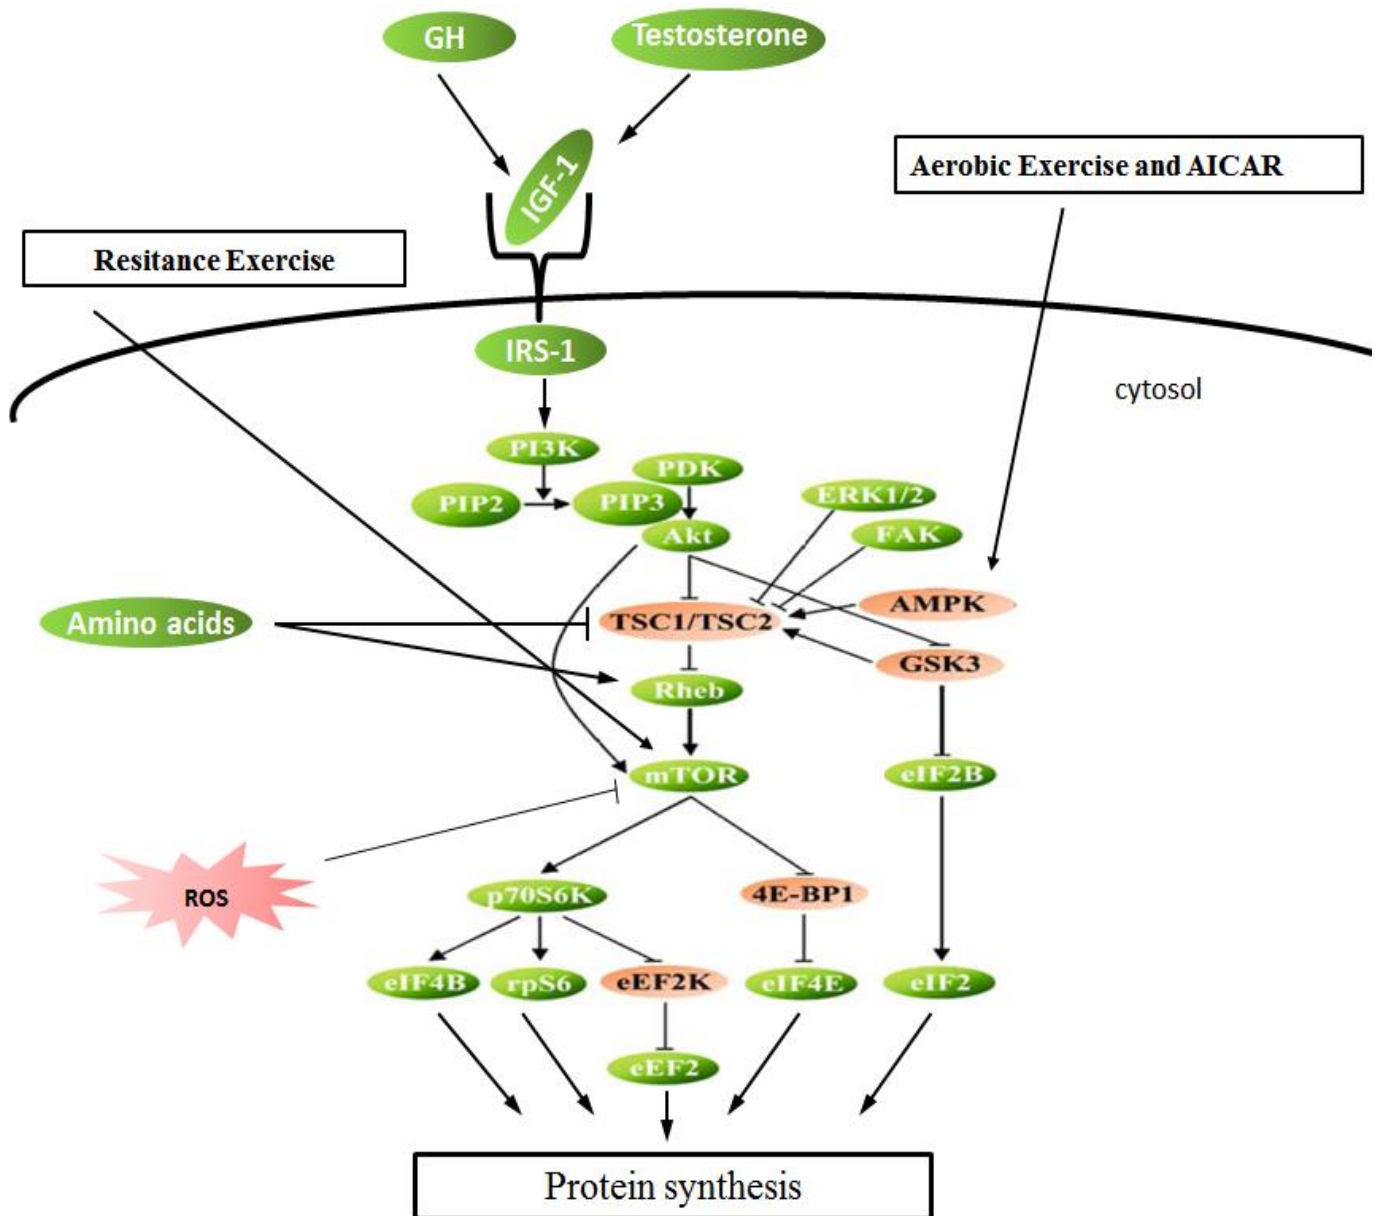 GH
Testosterone
IGF-1
Aerobic Exercise and AICAR
Resitance Exercise
IRS-1
cytosol
PI3K
PDK
PIP2
PIP3
ERK1/2
Akt
FAK
AMPK
Amino acids
TSC1/TSC2
GSK3
Rheb
mTOR
eIF2B
ROS
p70S6K
4E-BP1
eIF4B
rpS6
eEF2K
eIF4E
eIF2
eEF2
Protein synthesis